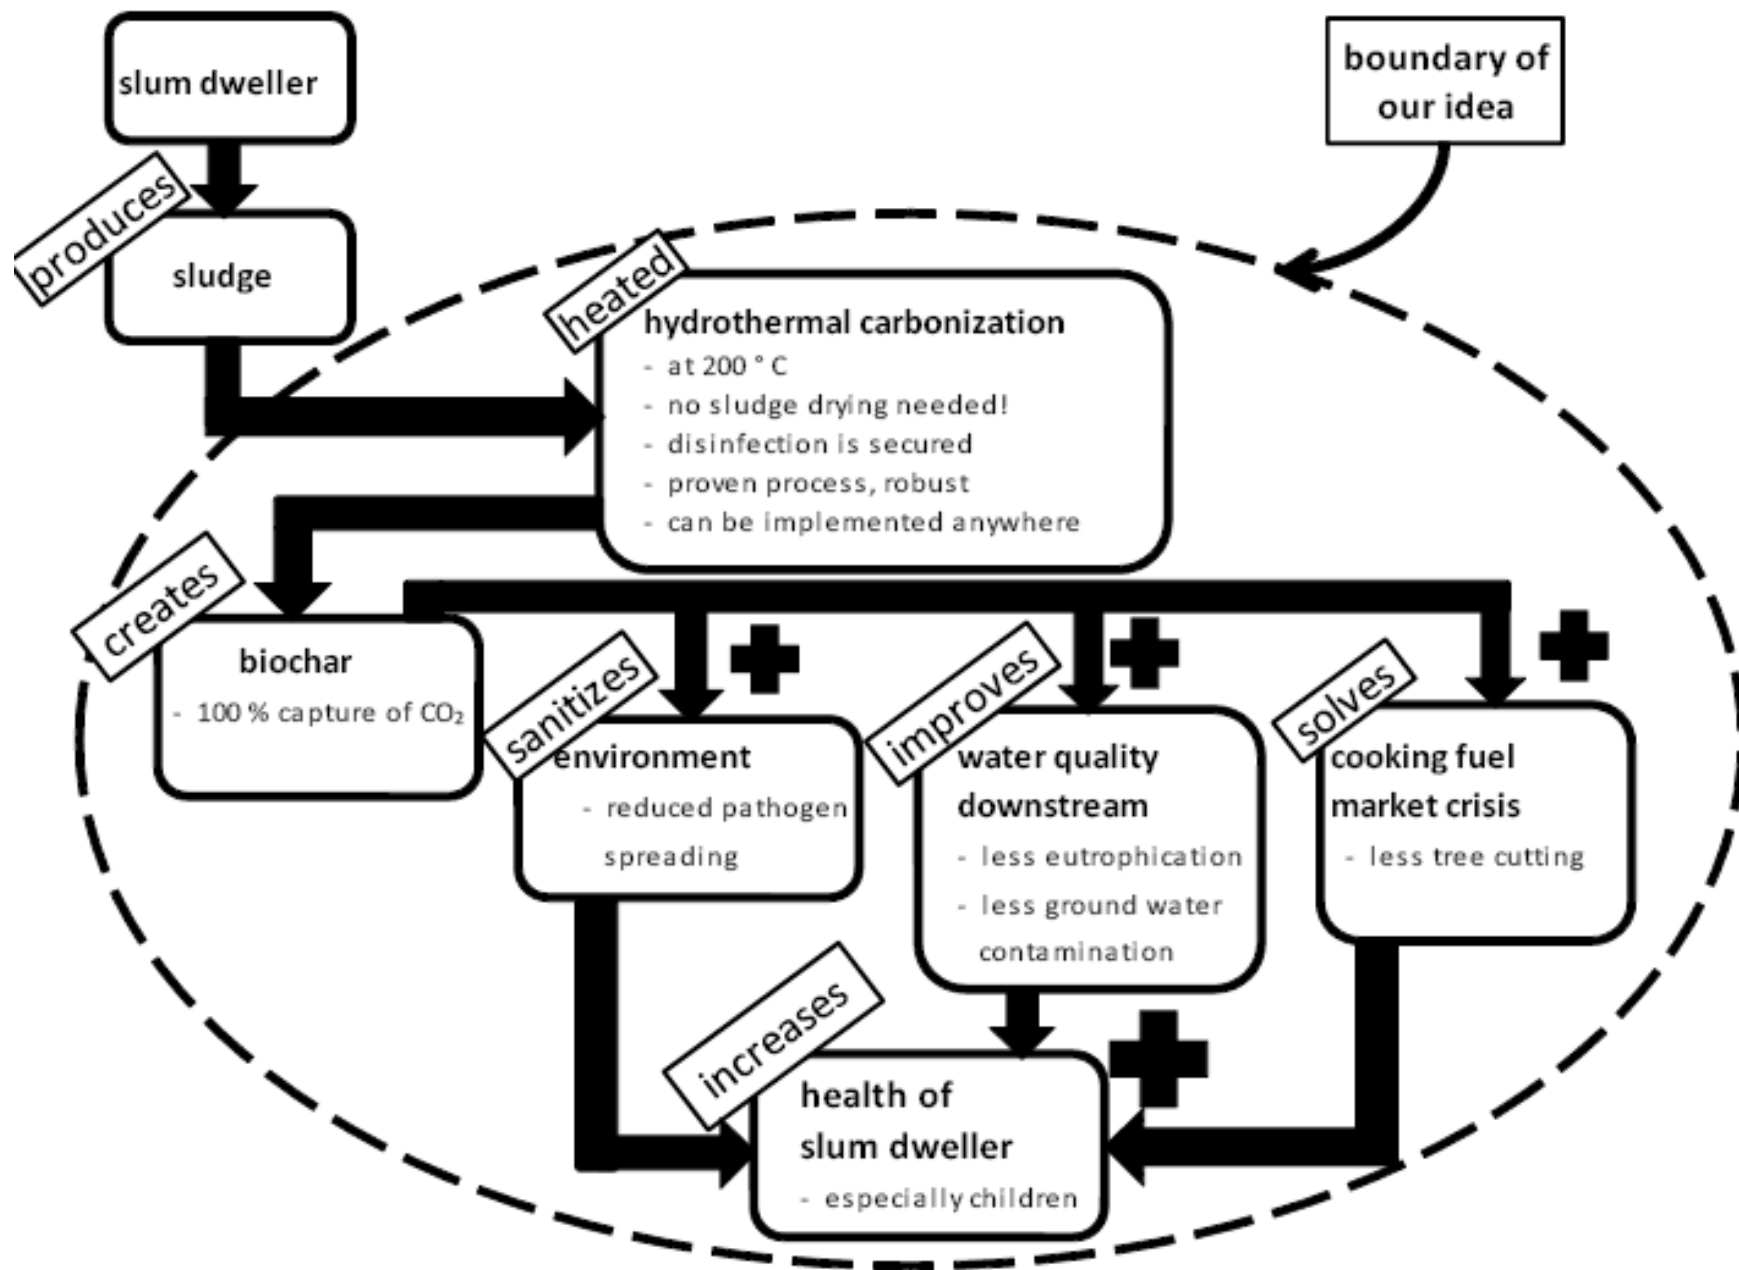 slum dweller
boundary of
our idea
produces
sludge
heated
hydrothermal carbonization
- at 200 ° C
- no sludge drying needed!
- disinfection is secured
- proven process, robust
- can be implemented anywhere
creates
biochar
- 100 % capture of CO₂
sanitizes
environment
- reduced pathogen
spreading
improves
water quality
downstream
- less eutrophication
- less ground water
contamination
solves
cooking fuel
market crisis
- less tree cutting
increases
health of
slum dweller
- especially children